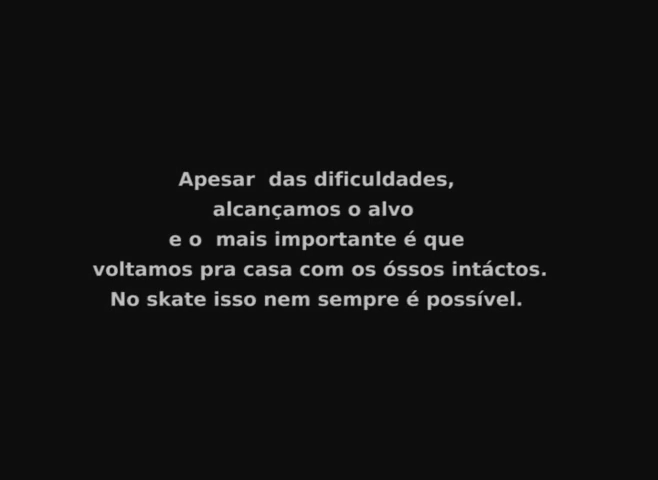 Apesar  das dificuldades,
alcançamos o alvo
e o  mais importante é que
voltamos pra casa com os óssos intáctos.
No skate isso nem sempre é possível.